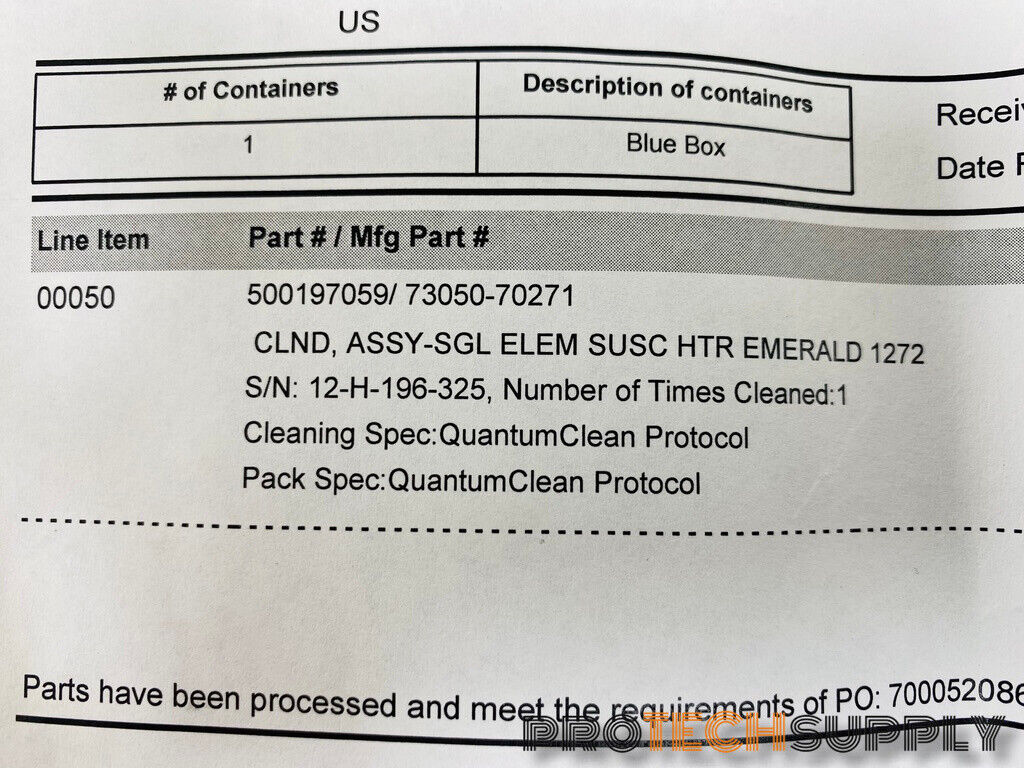 US
# of Containers Description of containers
1 Blue Box
Date
Line Item Part # / Mfg Part #
00050 500197059/ 73050-70271
CLND, ASSY-SGL ELEM SUSC HTR EMERALD 1272
S/N: 12-H-196-325, Number of Times Cleaned:1
Cleaning Spec:QuantumClean Protocol
Pack Spec:QuantumClean Protocol
Parts have been processed and meet the requirements of PO: 700052086
PROTECHSUPPLY